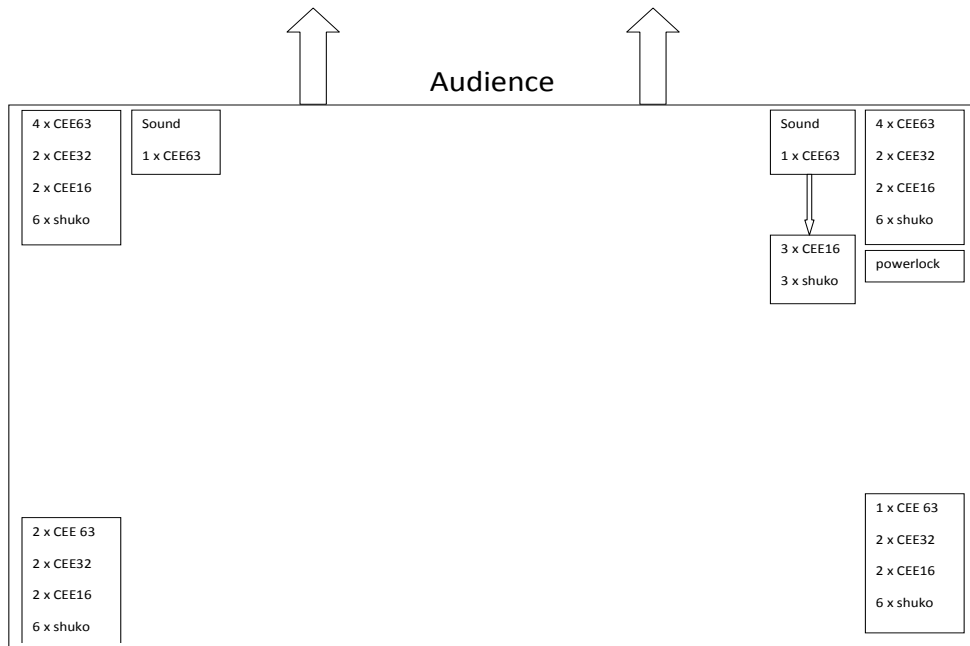 Audience
4 x CEE63
2 x CEE32
2 x CEE16
6 x shuko
Sound
1 x CEE63
Sound
1 x CEE63
3 x CEE16
3 x shuko
4 x CEE63
2 x CEE32
2 x CEE16
6 x shuko
powerlock
2 x CEE 63
2 x CEE32
2 x CEE16
6 x shuko
1 x CEE 63
2 x CEE32
2 x CEE16
6 x shuko